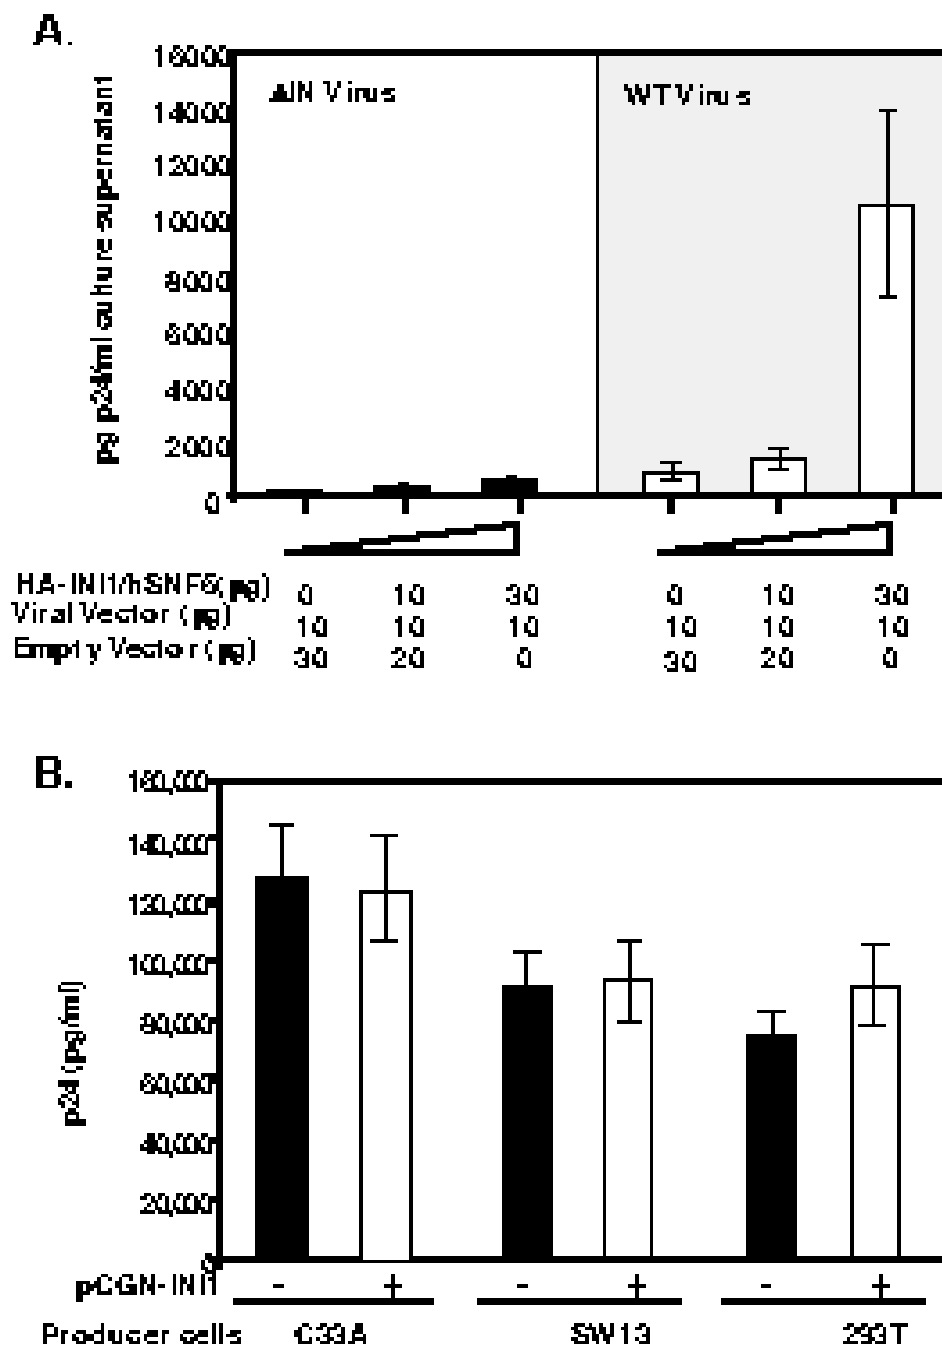 A.
16000
14000
12000
10000
8000
6000
4000
2000
0
pg p24/ml culture supernatant
ΔIN Virus
WT Virus
HA-INI1/hSNF5(µg) 0 10 30 0 10 30
Viral Vector (µg) 10 10 10 10 10 10
Empty Vector (µg) 30 20 0 30 20 0
B.
160,000
140,000
120,000
100,000
80,000
60,000
40,000
20,000
0
p24 (pg/ml)
pCGN-INI1 - + - + - +
Producer cells C33A SW13 293T